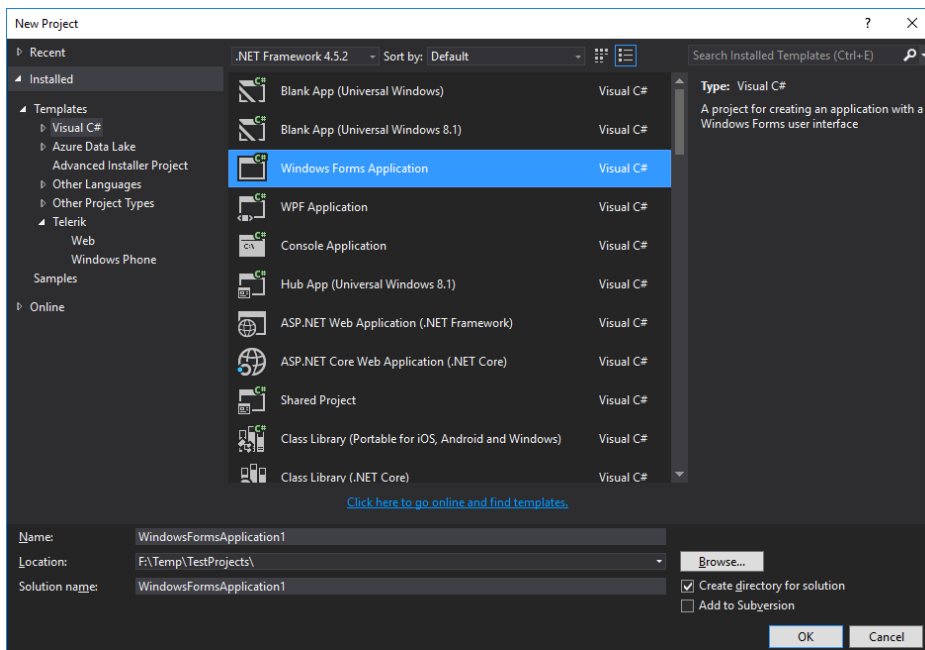 New Project
Recent
Installed
Templates
Visual C#
Azure Data Lake
Advanced Installer Project
Other Languages
Other Project Types
Telerik
Web
Windows Phone
Samples
Online
.NET Framework 4.5.2 Sort by: Default
Search Installed Templates (Ctrl+E)
Blank App (Universal Windows) Visual C#
Blank App (Universal Windows 8.1) Visual C#
Windows Forms Application Visual C#
WPF Application Visual C#
Console Application Visual C#
Hub App (Universal Windows 8.1) Visual C#
ASP.NET Web Application (.NET Framework) Visual C#
ASP.NET Core Web Application (.NET Core) Visual C#
Shared Project Visual C#
Class Library (Portable for iOS, Android and Windows) Visual C#
Class Library (.NET Core) Visual C#
Type: Visual C#
A project for creating an application with a
Windows Forms user interface
Click here to go online and find templates.
Name: WindowsFormsApplication1
Location: F:\Temp\TestProjects\
Browse...
Solution name: WindowsFormsApplication1
Create directory for solution
Add to Subversion
OK Cancel